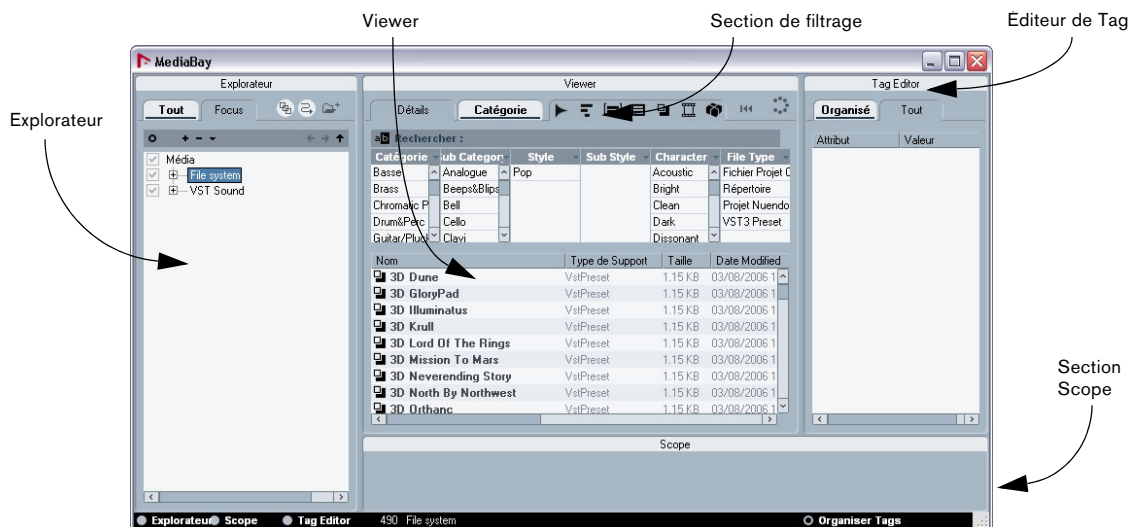 Viewer
Section de filtrage
Éditeur de Tag
MediaBay
Explorateur
Viewer
Tag Editor
Tout Focus
Détails Catégorie
Organisé Tout
Explorateur
Rechercher :
Attribut Valeur
Catégorie ub Categor Style Sub Style Character File Type
Média
File system
VST Sound
Basse Analogue Pop Acoustic Fichier Projet C
Brass Beeps&Blips Bright Répertoire
Chromatic P Bell Clean Projet Nuendo
Drum&Perc Cello Dark VST3 Preset
Guitar/Pluck Clavi Dissonant
Nom Type de Support Taille Date Modified
3D Dune VstPreset 1.15 KB 03/08/2006 1
3D GloryPad VstPreset 1.15 KB 03/08/2006 1
3D Illuminatus VstPreset 1.15 KB 03/08/2006 1
3D Krull VstPreset 1.15 KB 03/08/2006 1
3D Lord Of The Rings VstPreset 1.15 KB 03/08/2006 1
3D Mission To Mars VstPreset 1.15 KB 03/08/2006 1
3D Neverending Story VstPreset 1.15 KB 03/08/2006 1
3D North By Northwest VstPreset 1.15 KB 03/08/2006 1
3D Orthanc VstPreset 1.15 KB 03/08/2006 1
Section
Scope
Scope
Explorateur Scope Tag Editor 490 File system Organiser Tags